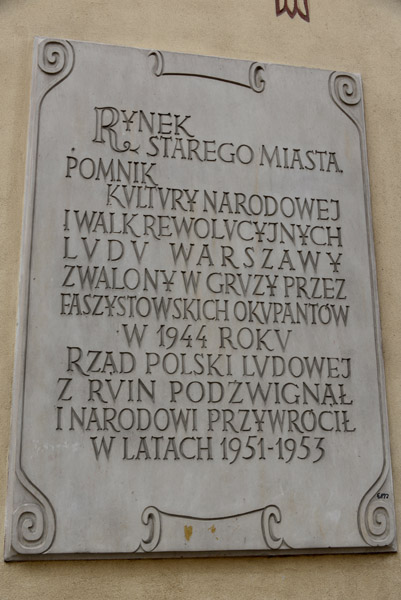 RYNEK
STAREGO MIASTA,
POMNIK
KVLTVRY NARODOWEJ
I WALK REWOLVCYJNYCH
LVDV WARSZAWY
ZWALONY W GRVZY PRZEZ
FASZYSTOWSKICH OKVPANTÓW
W 1944 ROKV
RZĄD POLSKI LVDOWEJ
Z RVIN PODŹWIGNĄŁ
I NARODOWI PRZYWRÓCIŁ
W LATACH 1951-1953